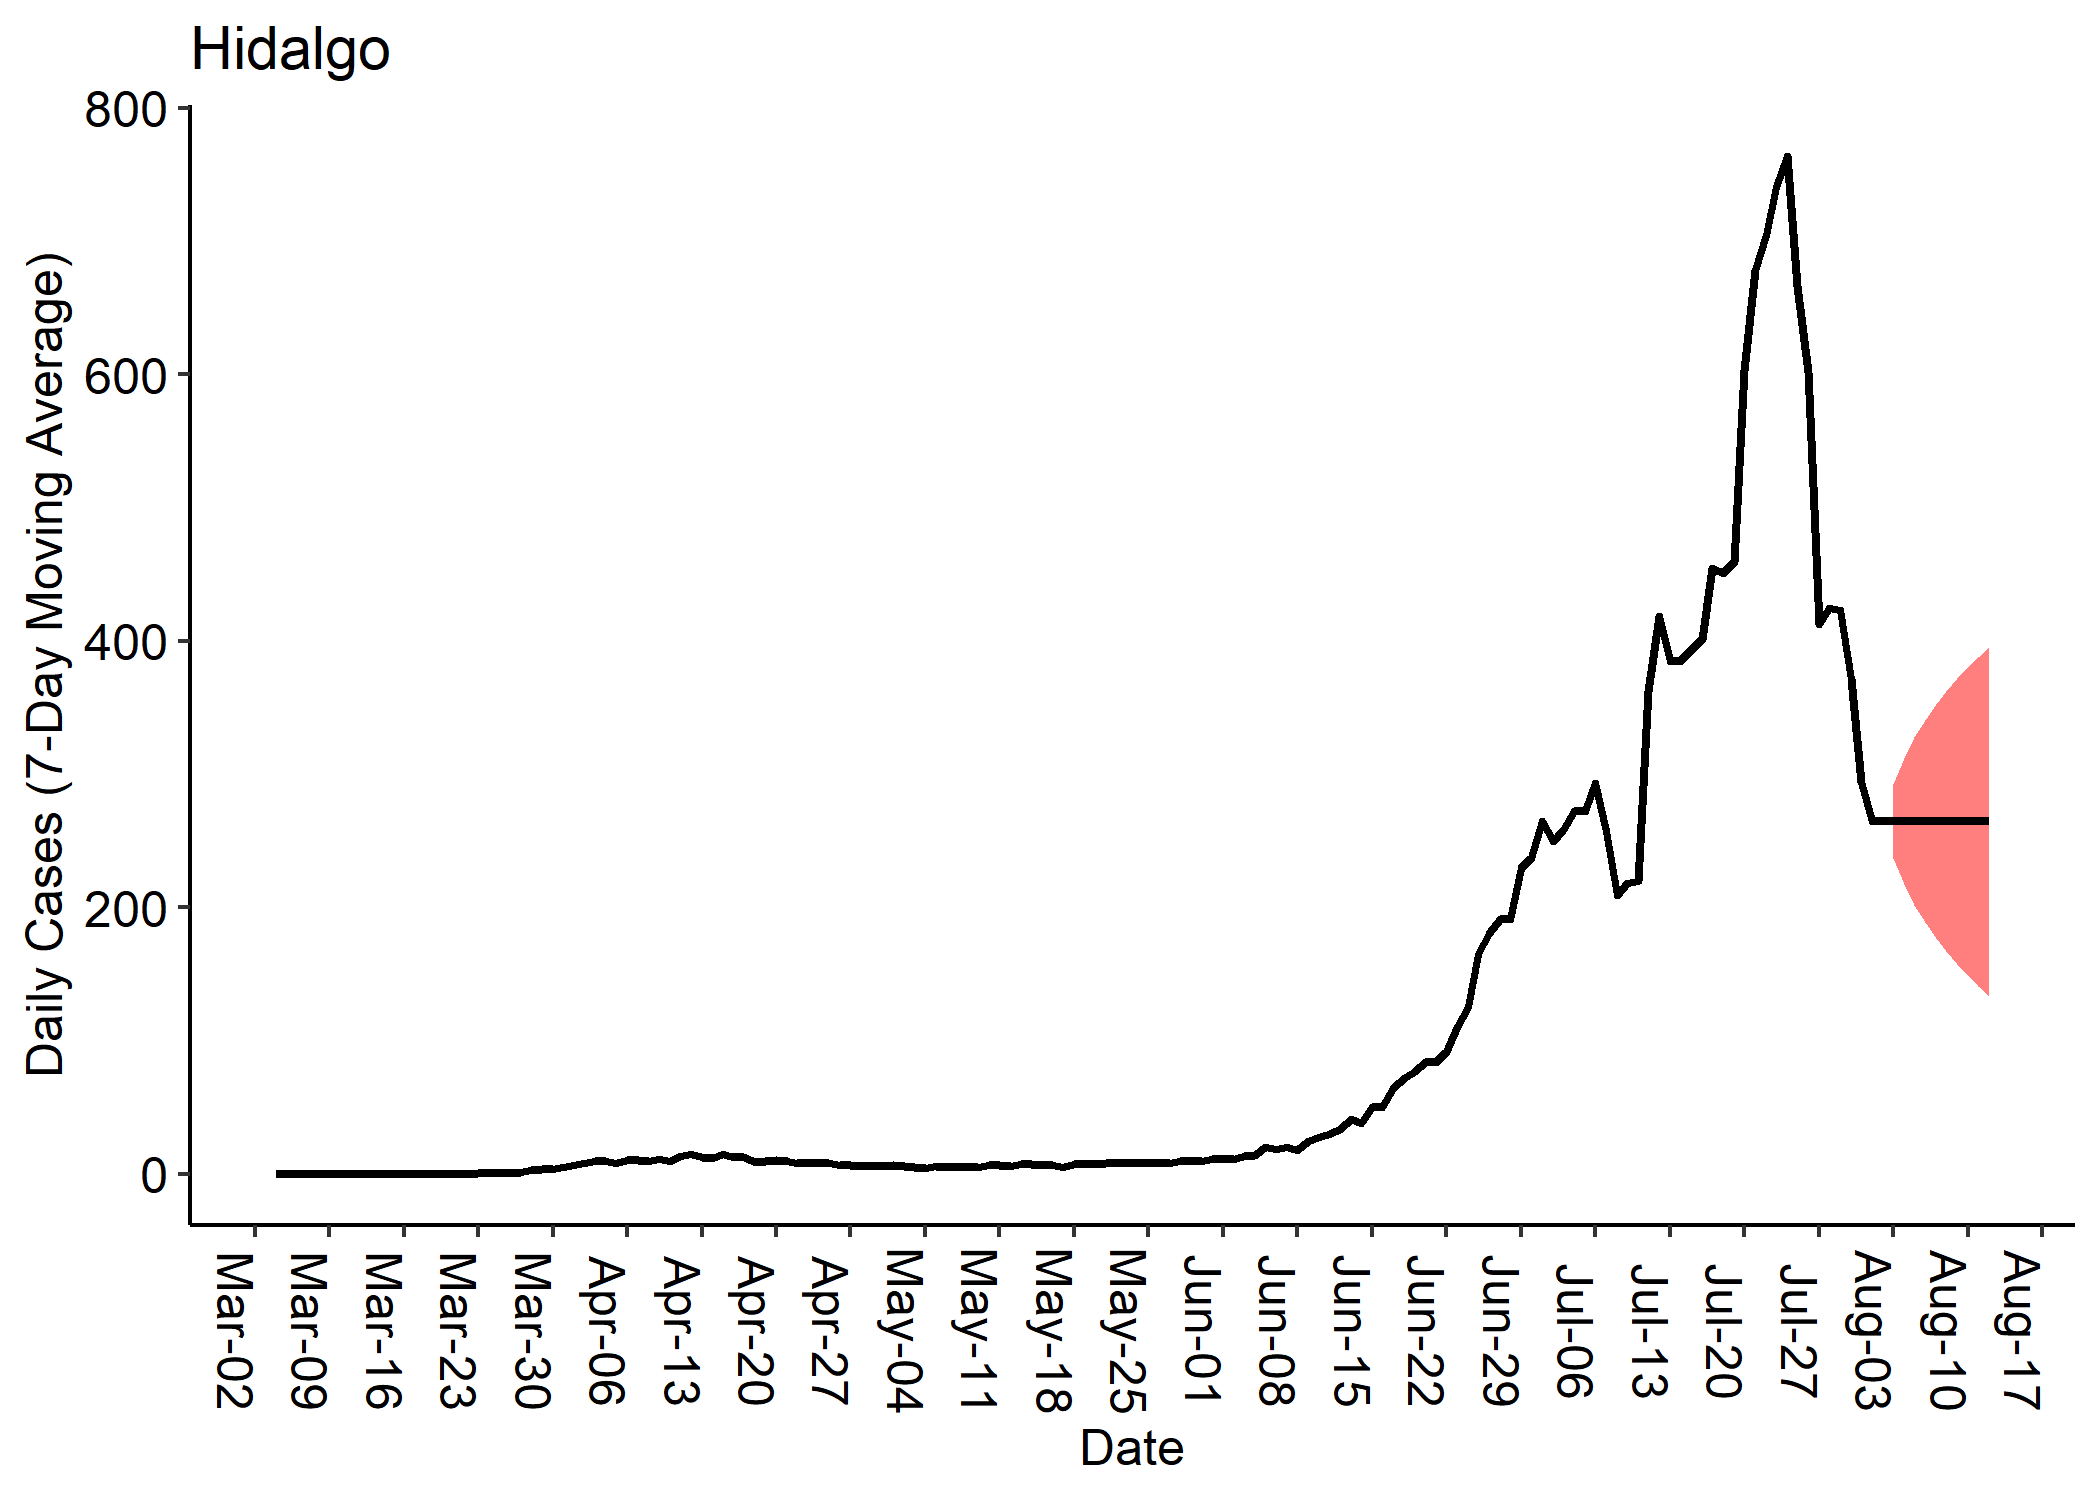 Hidalgo
Daily Cases (7-Day Moving Average)
800
600
400
200
0
Mar-02
Mar-09
Mar-16
Mar-23
Mar-30
Apr-06
Apr-13
Apr-20
Apr-27
May-04
May-11
May-18
May-25
Jun-01
Jun-08
Jun-15
Jun-22
Jun-29
Jul-06
Jul-13
Jul-20
Jul-27
Aug-03
Aug-10
Aug-17
Date